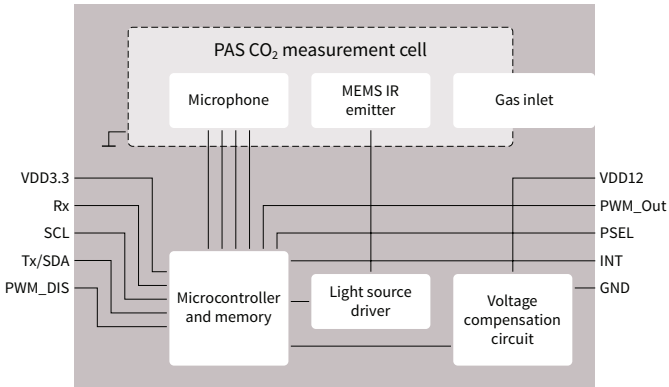 PAS CO₂ measurement cell
Microphone
MEMS IR
emitter
Gas inlet
VDD3.3
Rx
SCL
Tx/SDA
PWM_DIS
VDD12
PWM_Out
PSEL
INT
GND
Microcontroller
and memory
Light source
driver
Voltage
compensation
circuit